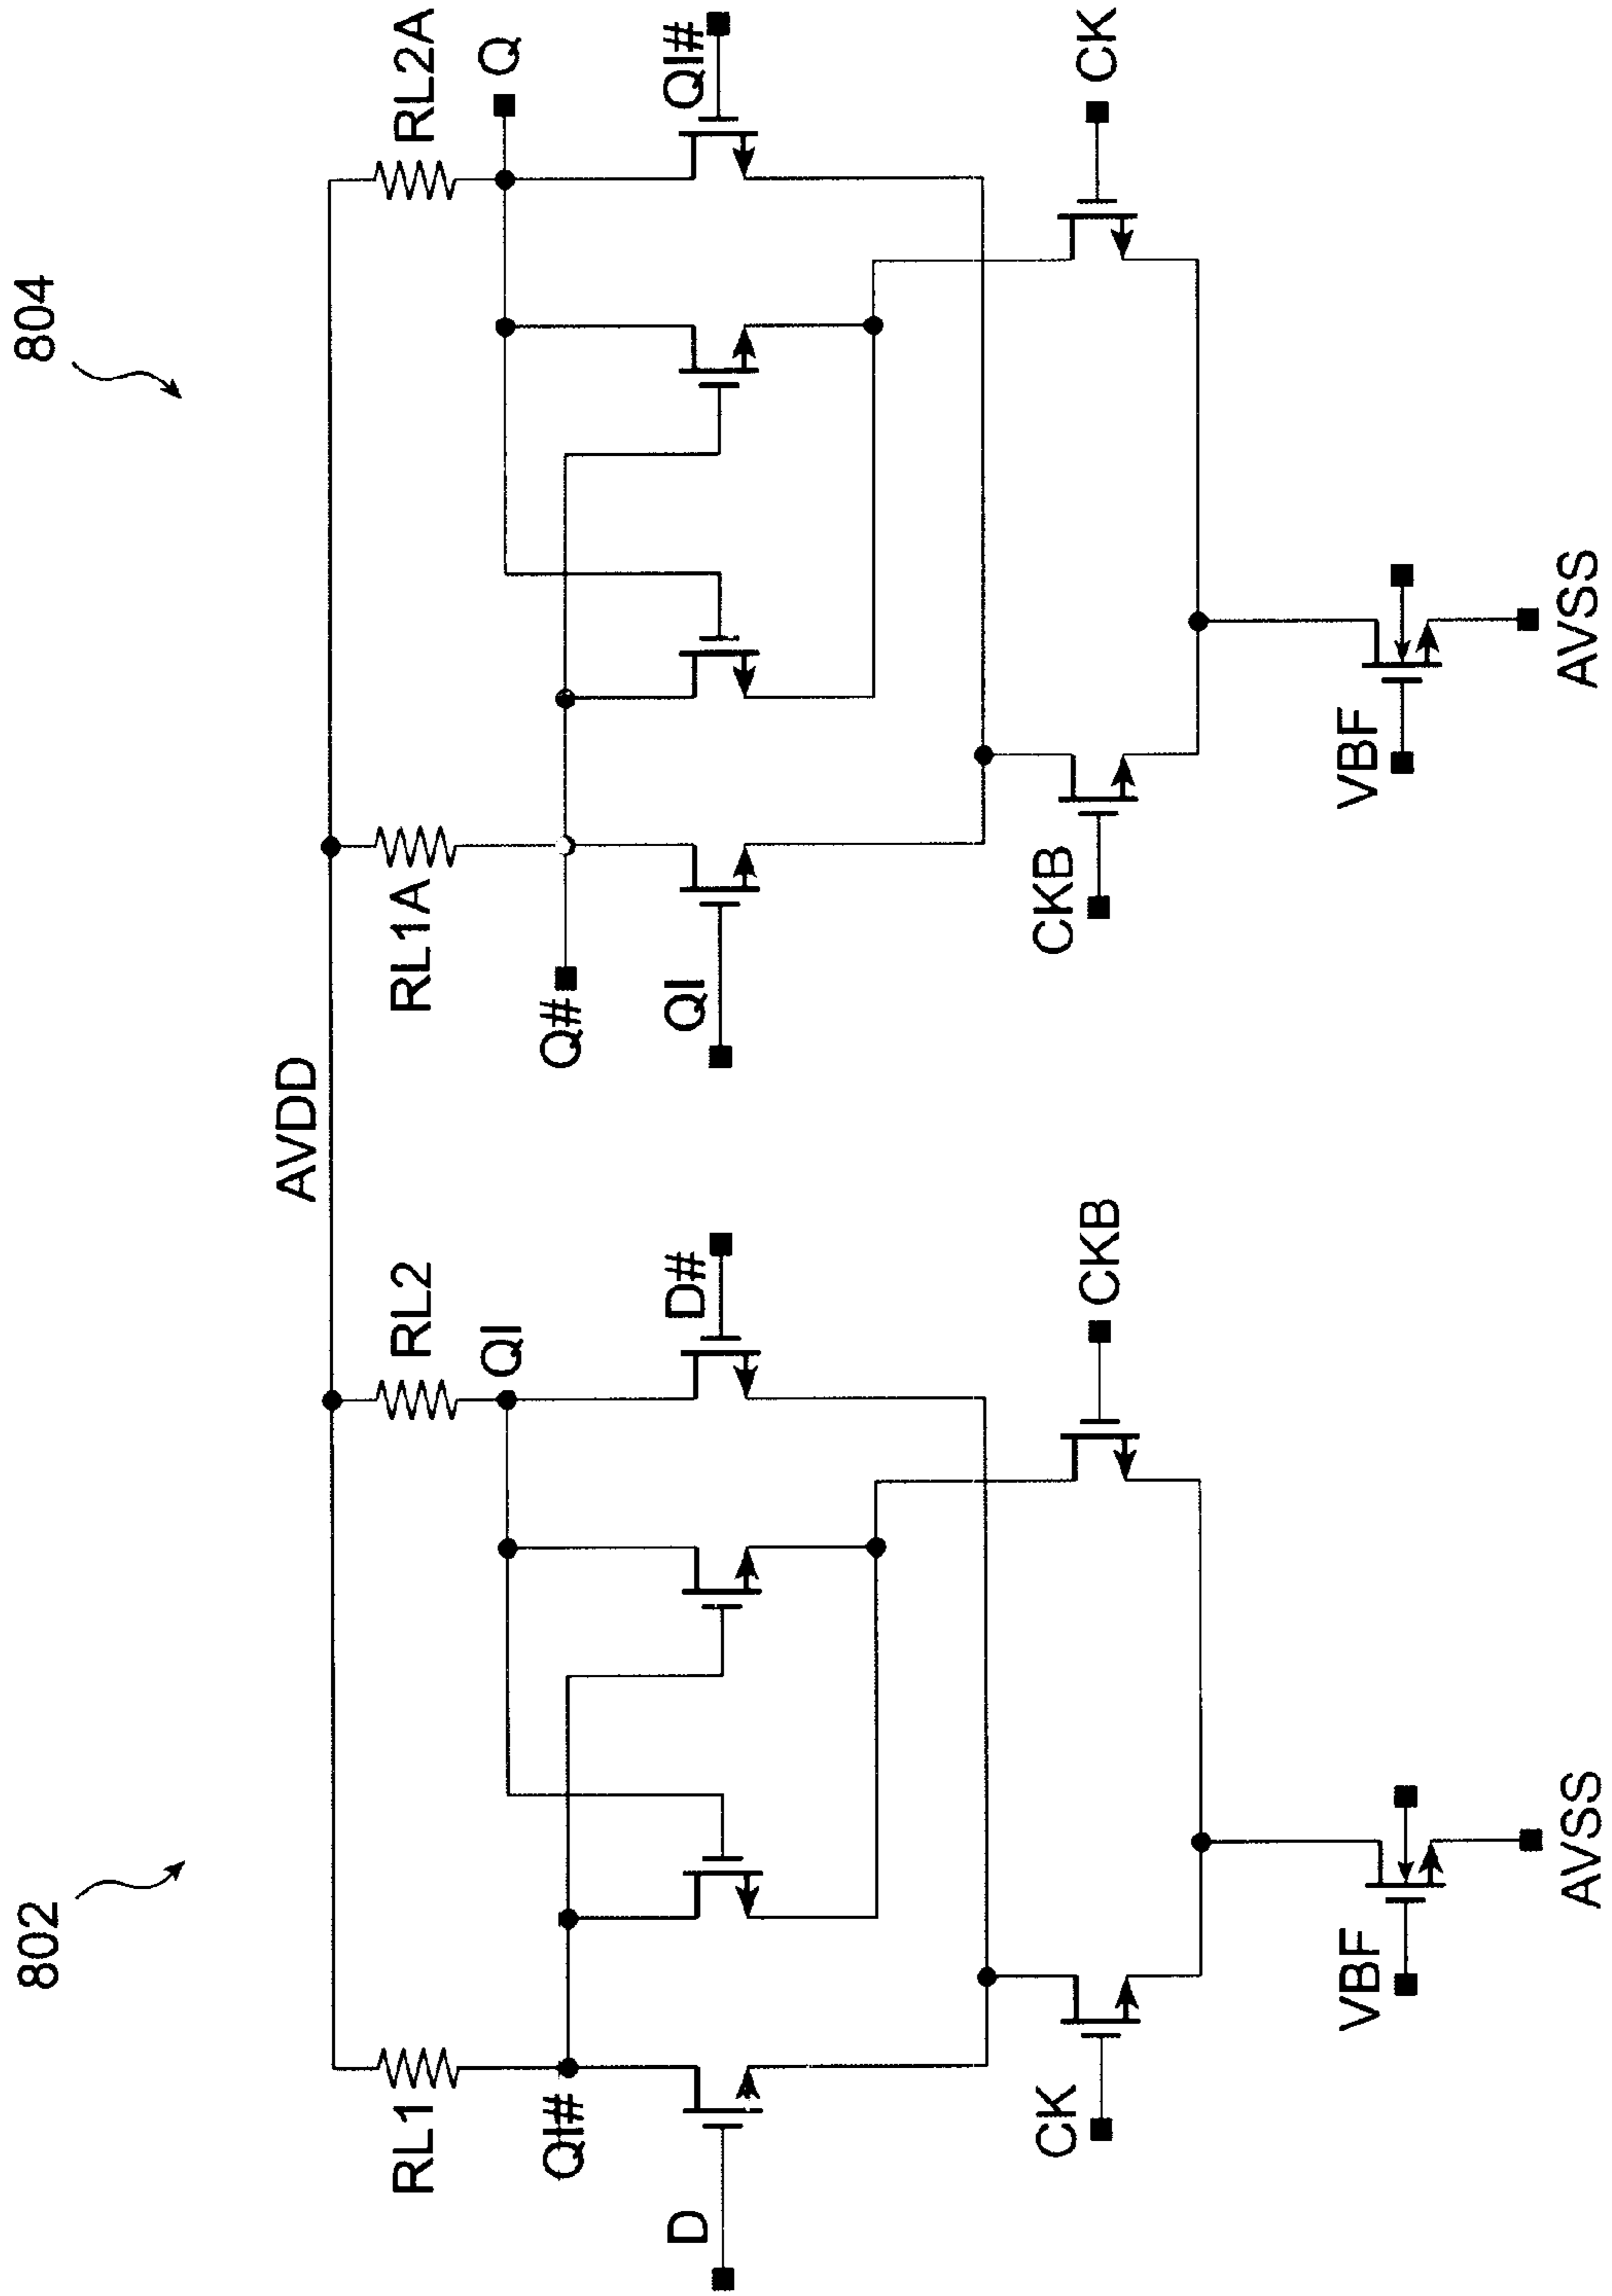 802
804
AVDD
RL1
RL2
RL1A
RL2A
QI#
QI
Q#
Q
D
D#
QI
QI#
CK
CKB
CKB
CK
VBF
VBF
AVSS
AVSS